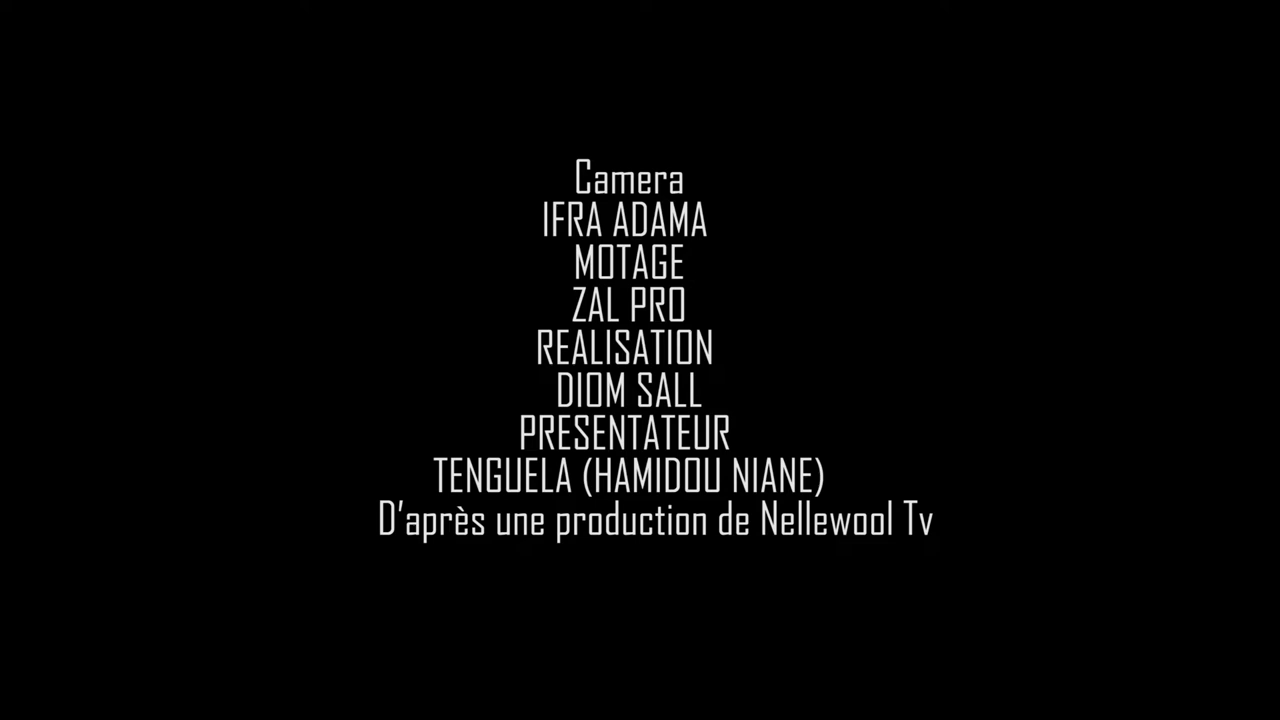 Camera
IFRA ADAMA
MOTAGE
ZAL PRO
REALISATION
DIOM SALL
PRESENTATEUR
TENGUELA (HAMIDOU NIANE)
D'après une production de Nellewool Tv